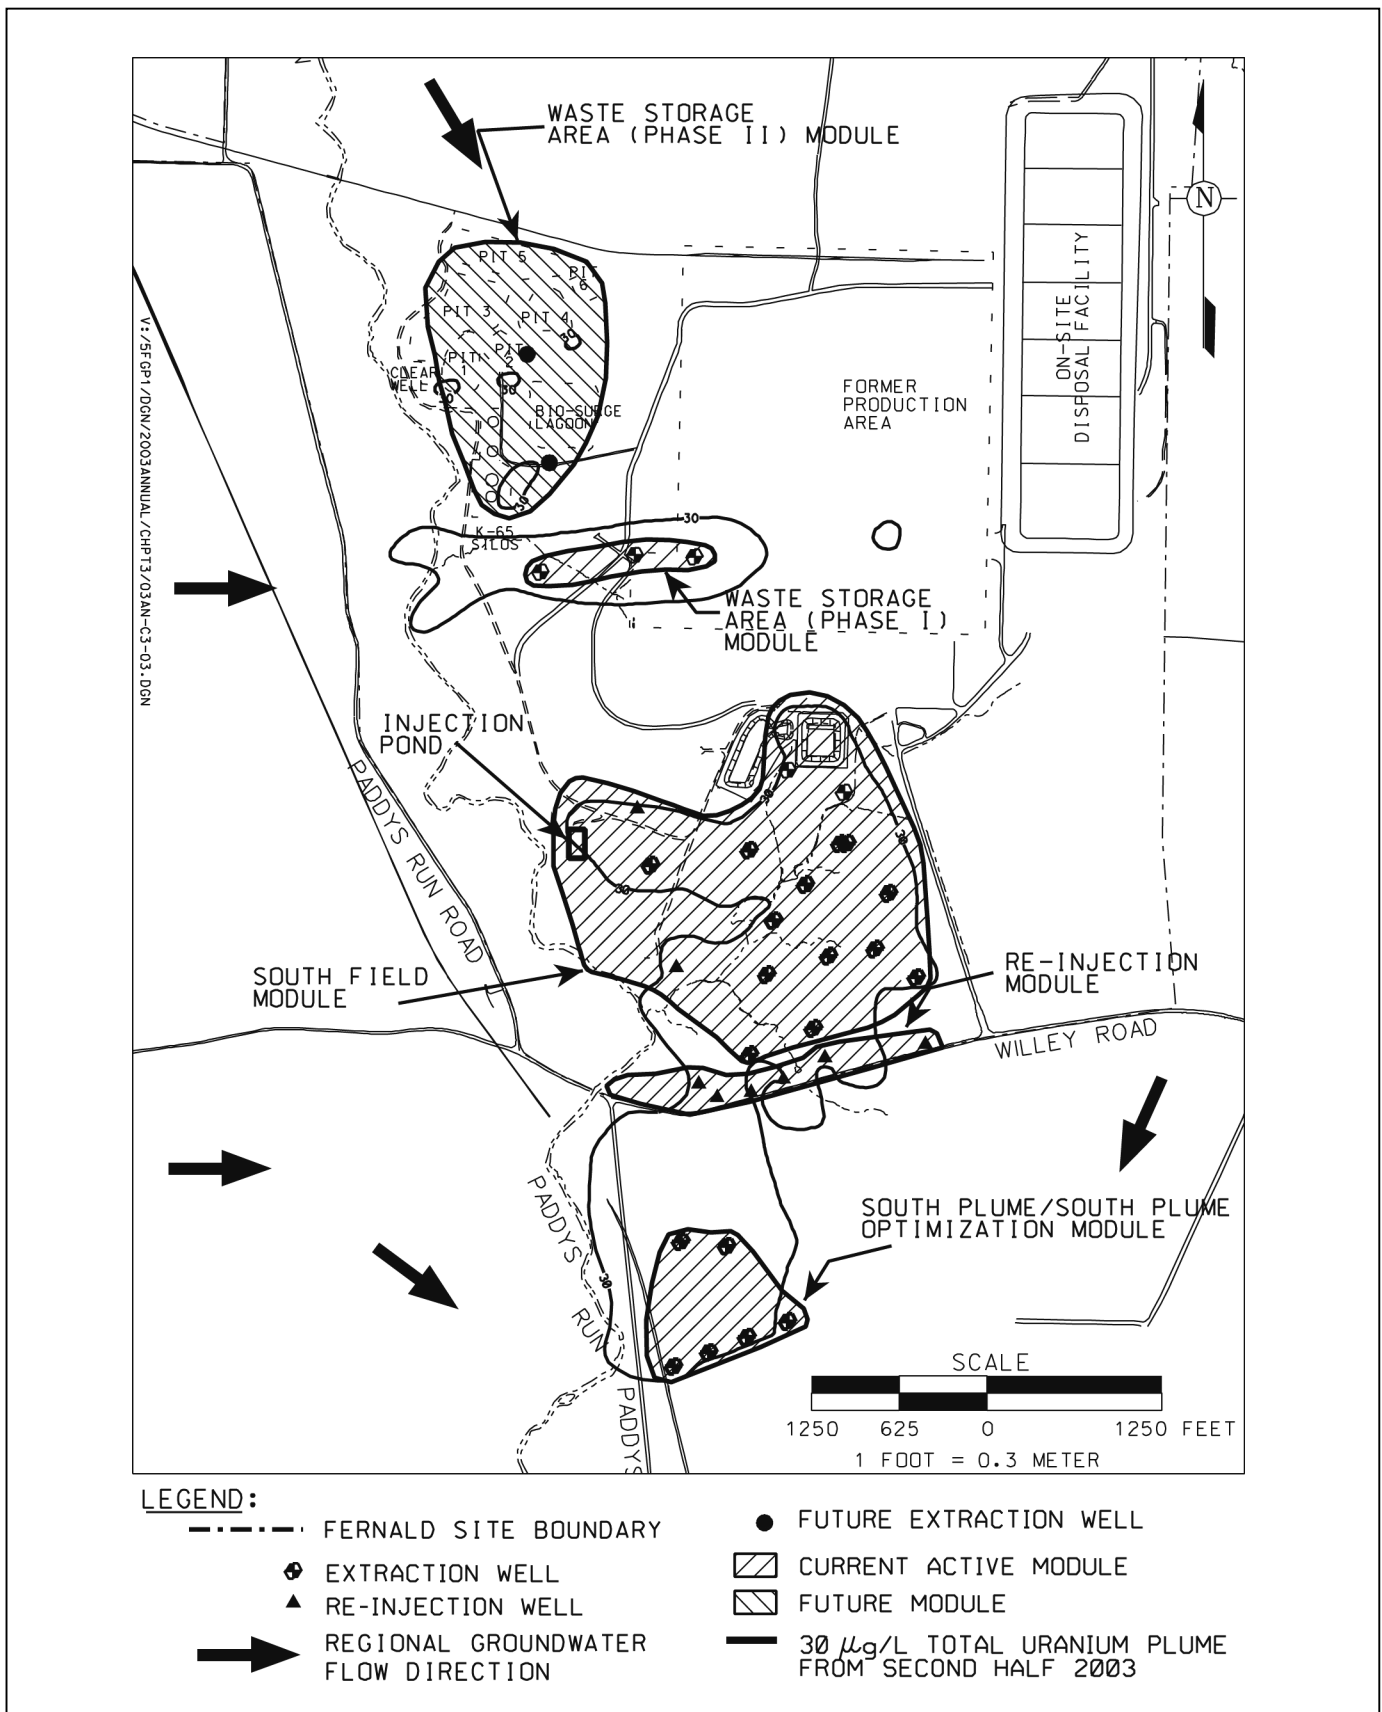 WASTE STORAGE
AREA (PHASE II) MODULE
N
PIT 5
PIT
6
PIT 3
PIT 4
30
PIT
2
PIT
1
CLEAR
WELL
30
30
BIO-SURGE
LAGOON
30
K-65
SILOS
FORMER
PRODUCTION
AREA
ON-SITE
DISPOSAL FACILITY
V:/5FGP1/DGN/2003ANNUAL/CHPT3/03AN-C3-03.DGN
30
WASTE STORAGE
AREA (PHASE I)
MODULE
INJECTION
POND
PADDYS RUN ROAD
30
30
30
SOUTH FIELD
MODULE
RE-INJECTION
MODULE
WILLEY ROAD
PADDYS RUN
30
SOUTH PLUME/SOUTH PLUME
OPTIMIZATION MODULE
PADDYS
SCALE
1250 625 0 1250 FEET
1 FOOT = 0.3 METER
LEGEND:
FERNALD SITE BOUNDARY
EXTRACTION WELL
RE-INJECTION WELL
REGIONAL GROUNDWATER
FLOW DIRECTION
FUTURE EXTRACTION WELL
CURRENT ACTIVE MODULE
FUTURE MODULE
30 µg/L TOTAL URANIUM PLUME
FROM SECOND HALF 2003